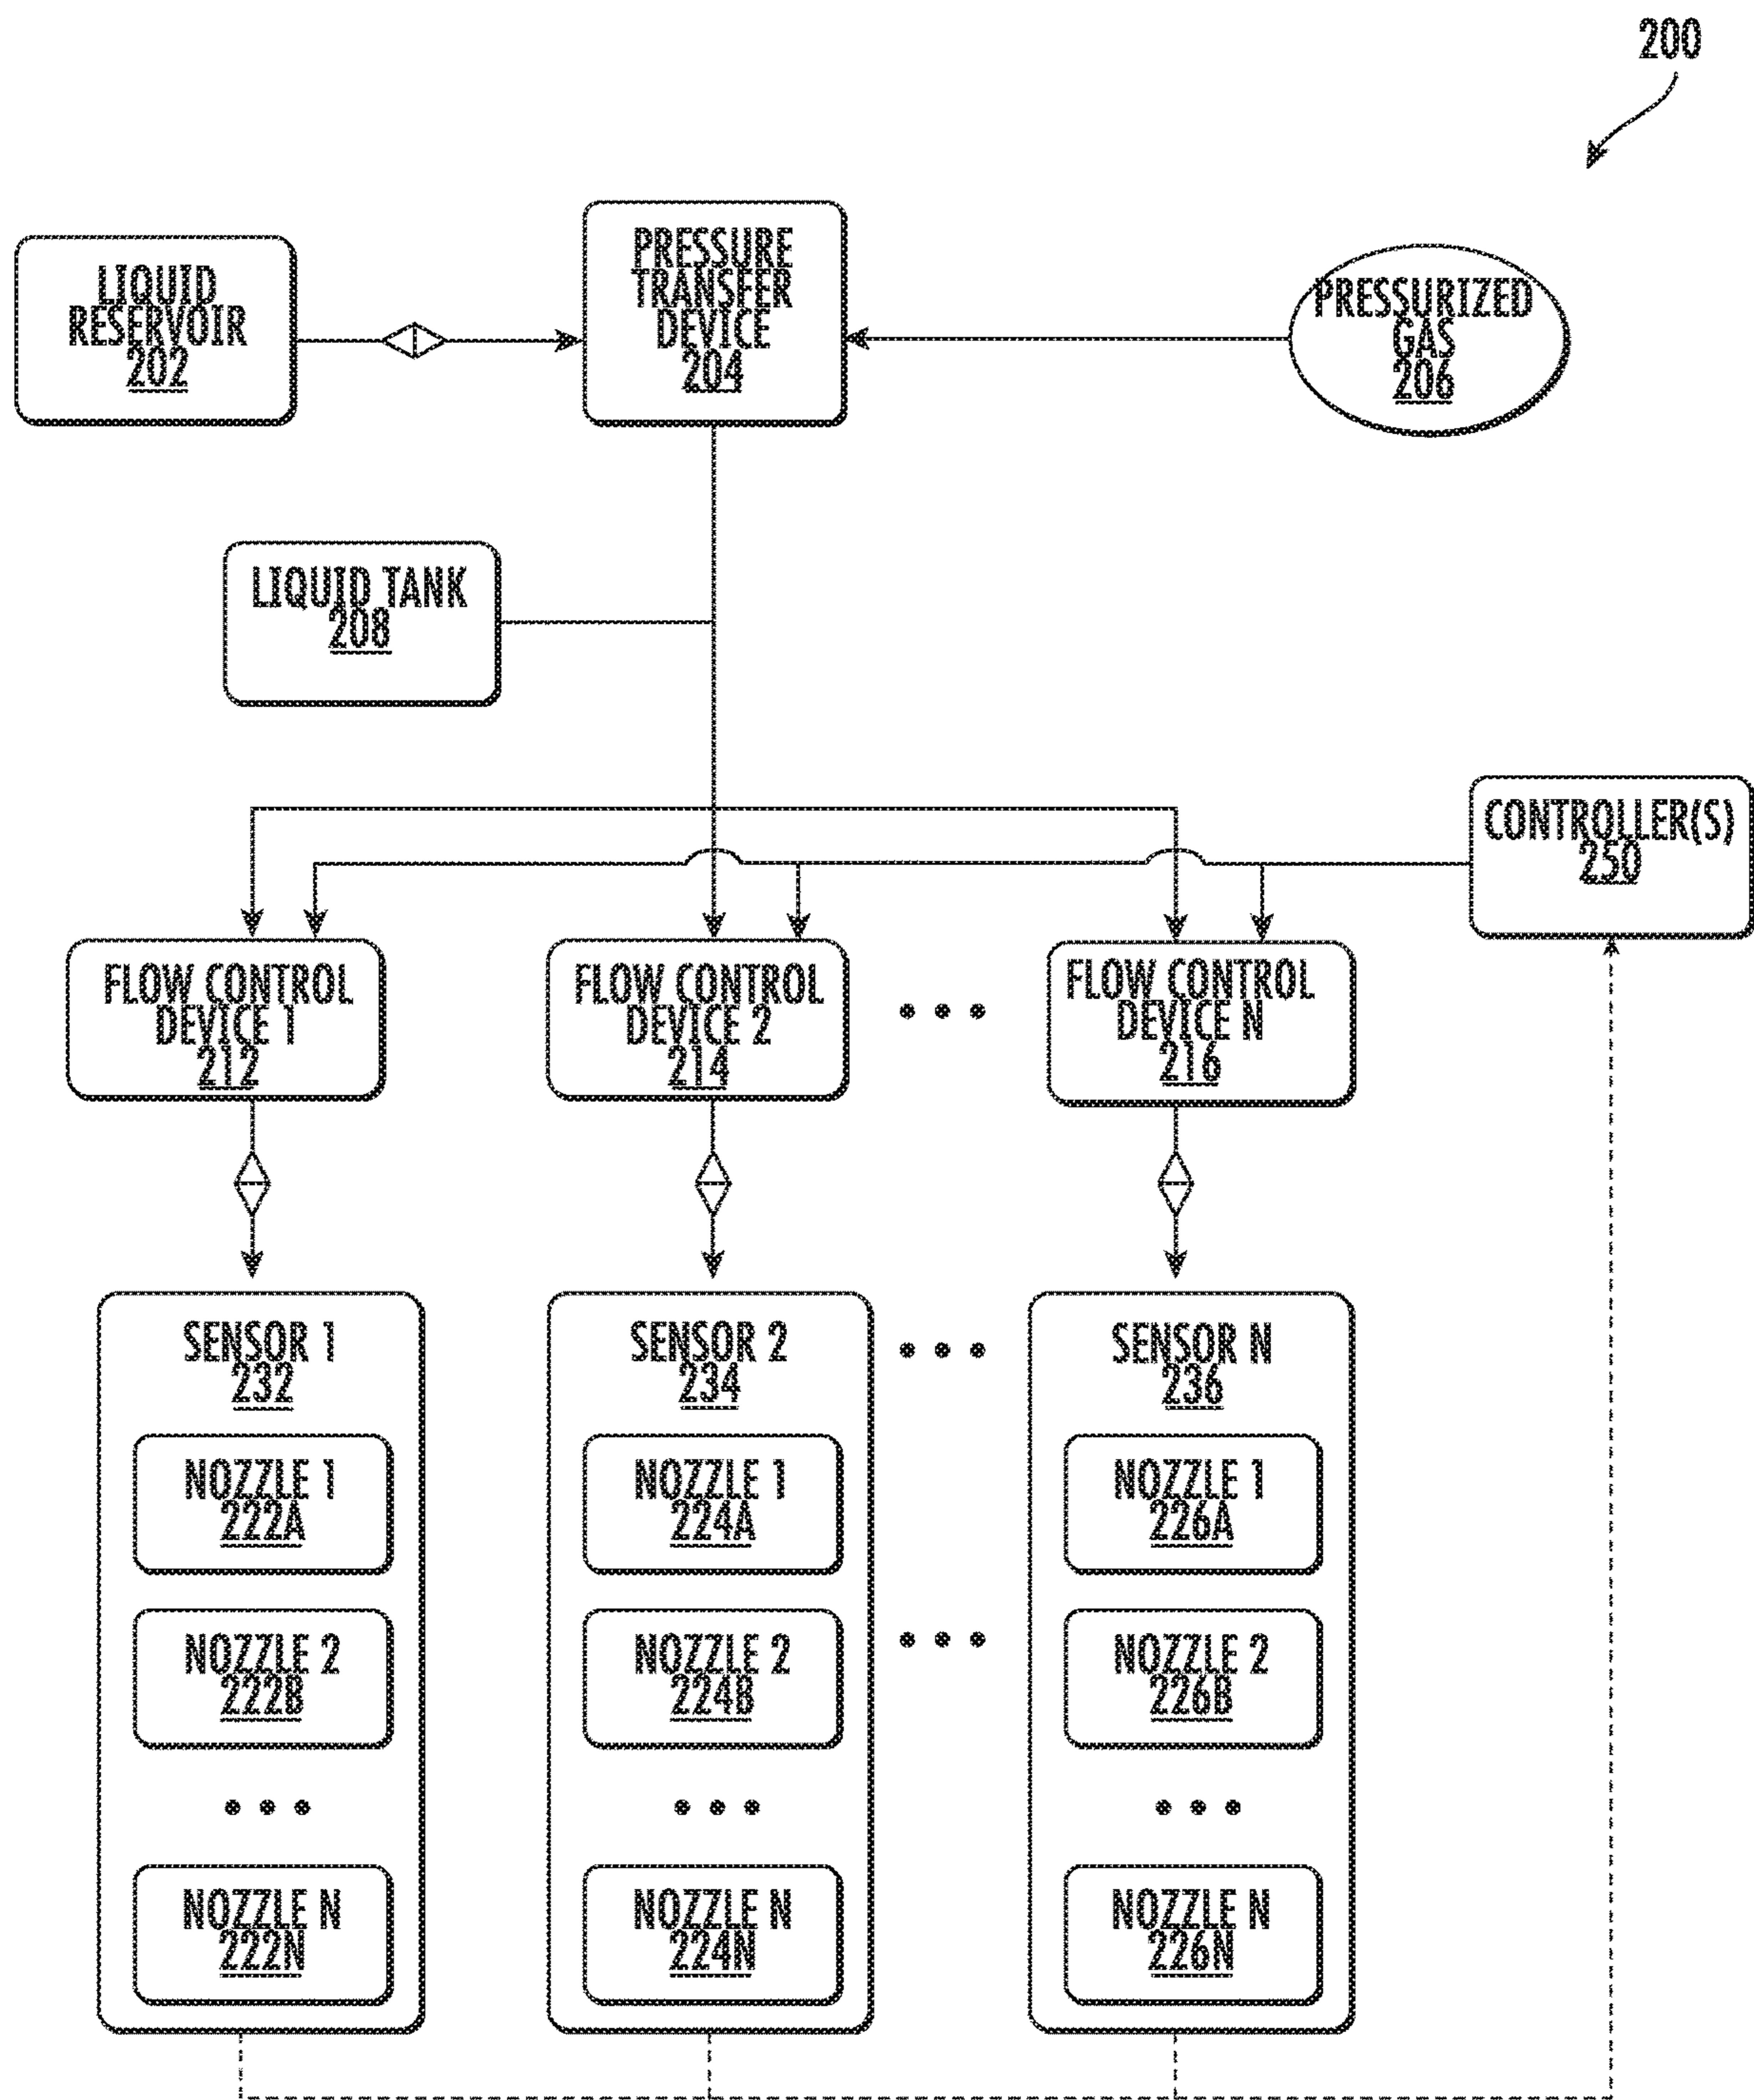 200
LIQUID
RESERVOIR
202
PRESSURE
TRANSFER
DEVICE
204
PRESSURIZED
GAS
206
LIQUID TANK
208
CONTROLLER(S)
250
FLOW CONTROL
DEVICE 1
212
FLOW CONTROL
DEVICE 2
214
FLOW CONTROL
DEVICE N
216
SENSOR 1
232
NOZZLE 1
222A
NOZZLE 2
222B
NOZZLE N
222N
SENSOR 2
234
NOZZLE 1
224A
NOZZLE 2
224B
NOZZLE N
224N
SENSOR N
236
NOZZLE 1
226A
NOZZLE 2
226B
NOZZLE N
226N